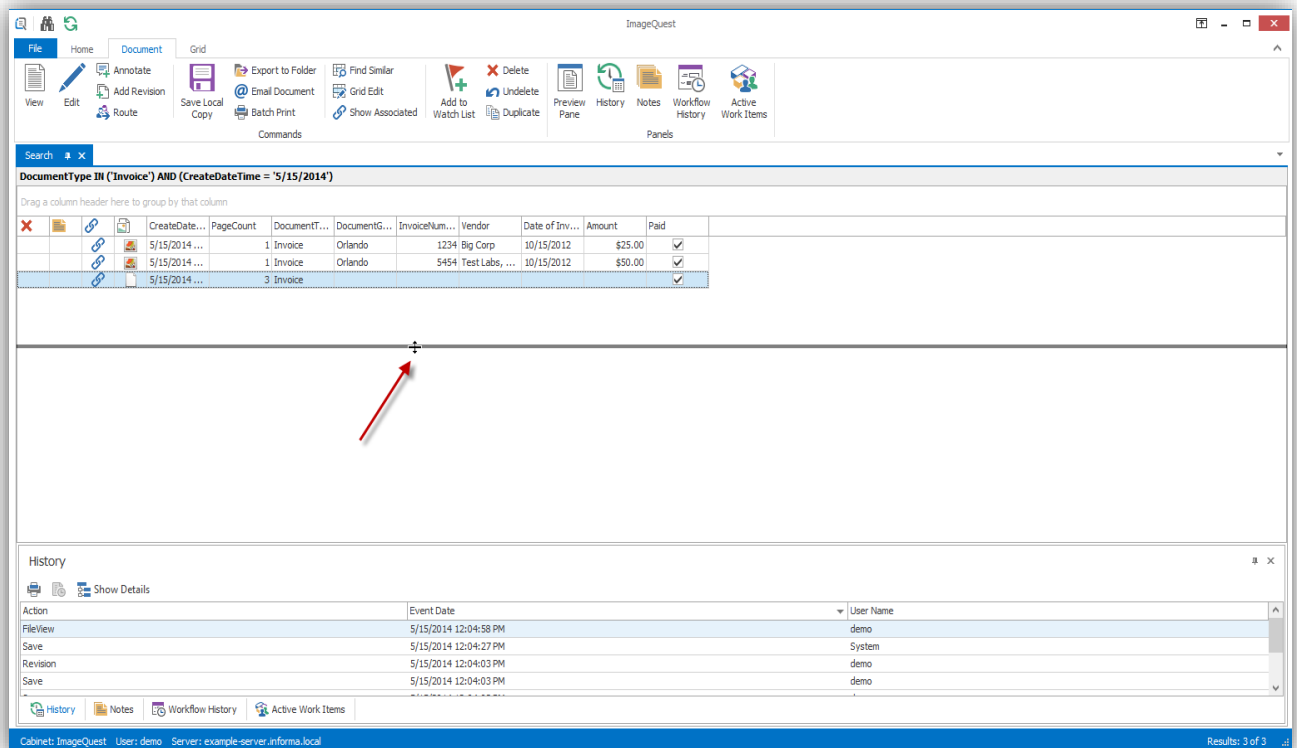 ImageQuest
File Home Document Grid
View
Edit
Annotate
Add Revision
Route
Save Local Copy
Export to Folder
Email Document
Batch Print
Find Similar
Grid Edit
Show Associated
Add to Watch List
Delete
Undelete
Duplicate
Commands
Preview Pane
History
Notes
Workflow History
Active Work Items
Panels
Search
DocumentType IN ('Invoice') AND (CreateDateTime = '5/15/2014')
Drag a column header here to group by that column
CreateDate... PageCount DocumentT... DocumentG... InvoiceNum... Vendor Date of Inv... Amount Paid
5/15/2014 ... 1 Invoice Orlando 1234 Big Corp 10/15/2012 $25.00
5/15/2014 ... 1 Invoice Orlando 5454 Test Labs, ... 10/15/2012 $50.00
5/15/2014 ... 3 Invoice
History
Show Details
Action Event Date User Name
FileView 5/15/2014 12:04:58 PM demo
Save 5/15/2014 12:04:27 PM System
Revision 5/15/2014 12:04:03 PM demo
Save 5/15/2014 12:04:03 PM demo
History Notes Workflow History Active Work Items
Cabinet: ImageQuest User: demo Server: example-server.informa.local Results: 3 of 3